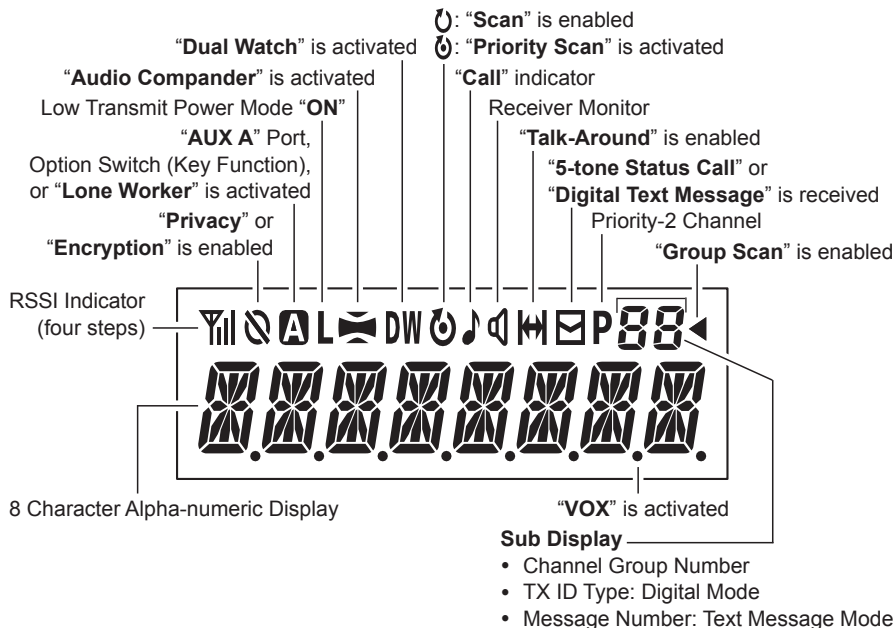 : “Scan” is enabled
“Dual Watch” is activated
: “Priority Scan” is activated
“Audio Compander” is activated
“Call” indicator
Low Transmit Power Mode “ON”
Receiver Monitor
“AUX A” Port,
Option Switch (Key Function),
or “Lone Worker” is activated
“Talk-Around” is enabled
“5-tone Status Call” or
“Digital Text Message” is received
“Privacy” or
“Encryption” is enabled
Priority-2 Channel
“Group Scan” is enabled
RSSI Indicator
(four steps)
A L DW P 88
8 Character Alpha-numeric Display
“VOX” is activated
Sub Display
• Channel Group Number
• TX ID Type: Digital Mode
• Message Number: Text Message Mode